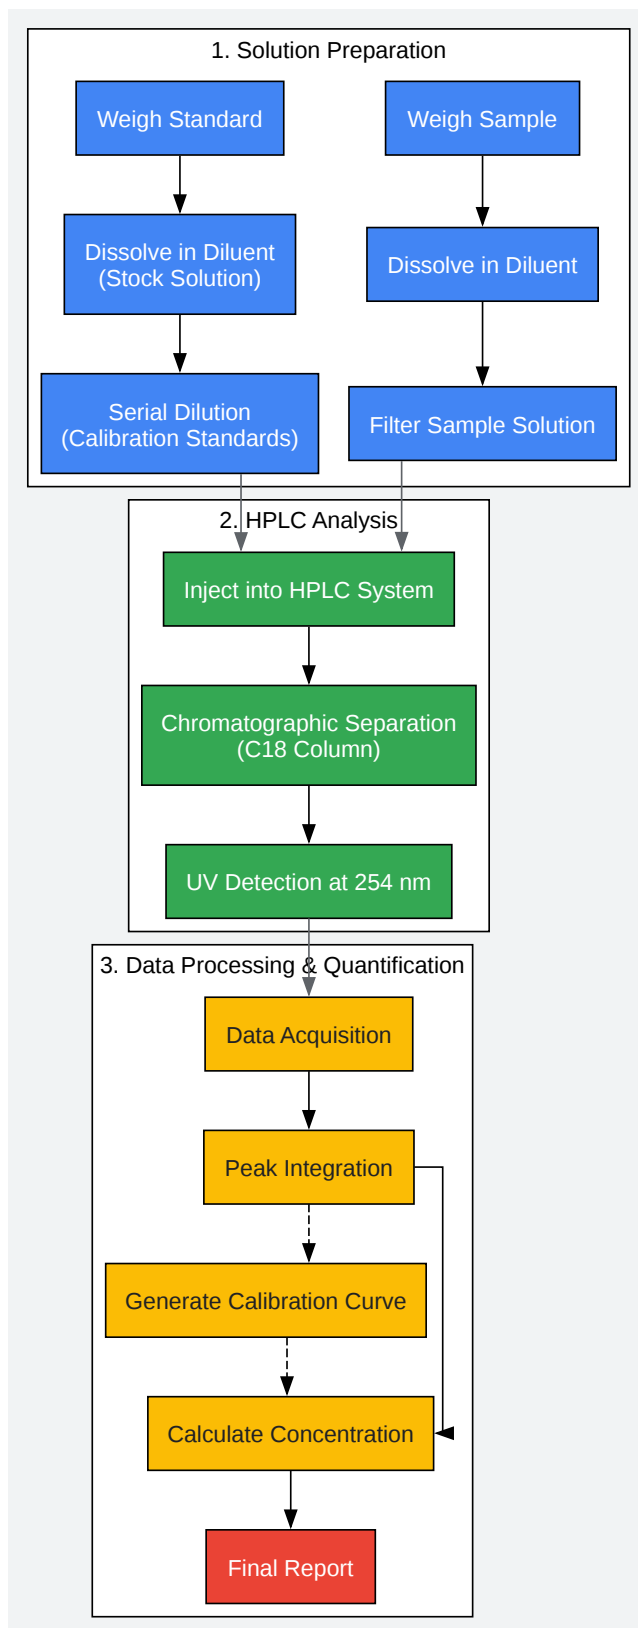 1. Solution Preparation
Weigh Standard
Weigh Sample
Dissolve in Diluent
(Stock Solution)
Dissolve in Diluent
Serial Dilution
(Calibration Standards)
Filter Sample Solution
2. HPLC Analysis
Inject into HPLC System
Chromatographic Separation
(C18 Column)
UV Detection at 254 nm
3. Data Processing & Quantification
Data Acquisition
Peak Integration
Generate Calibration Curve
Calculate Concentration
Final Report